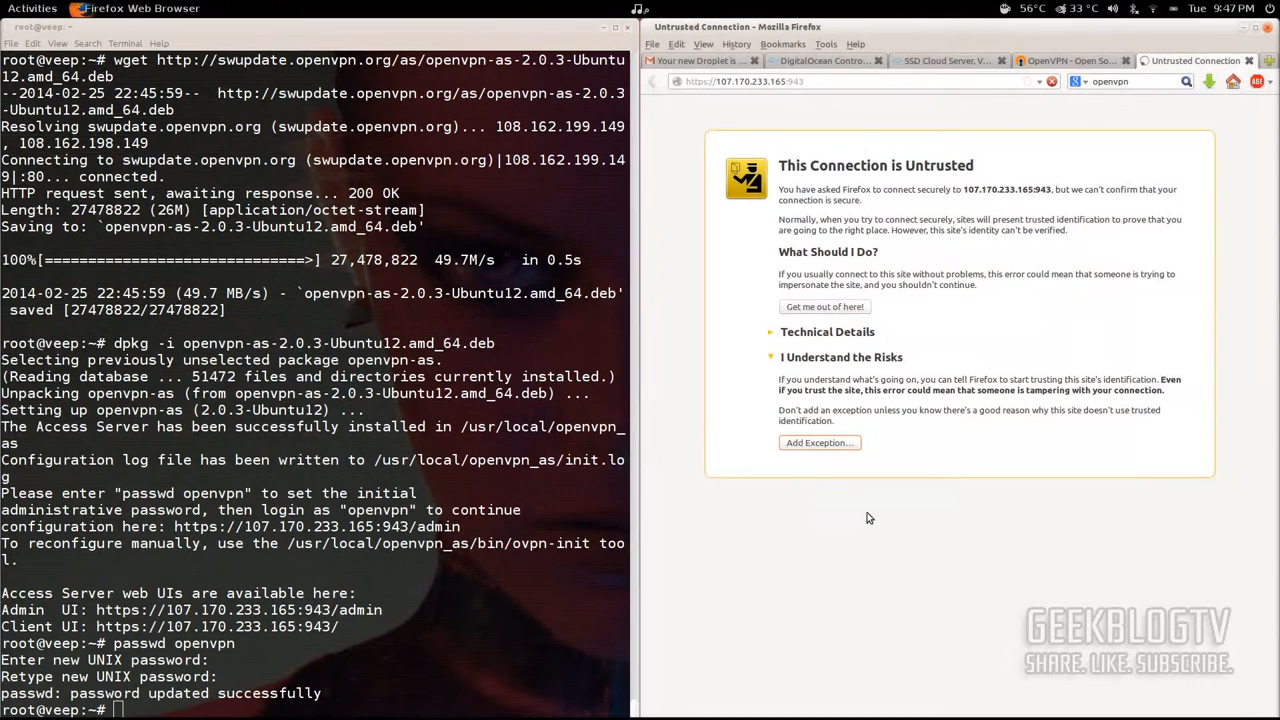 Activities Firefox Web Browser 56°C 33 °C Tue 9:47 PM
root@veep: ~
File Edit View Search Terminal Help
root@veep:~# wget http://swupdate.openvpn.org/as/openvpn-as-2.0.3-Ubuntu
12.amd_64.deb
--2014-02-25 22:45:59--  http://swupdate.openvpn.org/as/openvpn-as-2.0.3
-Ubuntu12.amd_64.deb
Resolving swupdate.openvpn.org (swupdate.openvpn.org)... 108.162.199.149
, 108.162.198.149
Connecting to swupdate.openvpn.org (swupdate.openvpn.org)|108.162.199.14
9|:80... connected.
HTTP request sent, awaiting response... 200 OK
Length: 27478822 (26M) [application/octet-stream]
Saving to: `openvpn-as-2.0.3-Ubuntu12.amd_64.deb'
100%[==============================>] 27,478,822  49.7M/s   in 0.5s
2014-02-25 22:45:59 (49.7 MB/s) - `openvpn-as-2.0.3-Ubuntu12.amd_64.deb'
saved [27478822/27478822]
root@veep:~# dpkg -i openvpn-as-2.0.3-Ubuntu12.amd_64.deb
Selecting previously unselected package openvpn-as.
(Reading database ... 51472 files and directories currently installed.)
Unpacking openvpn-as (from openvpn-as-2.0.3-Ubuntu12.amd_64.deb) ...
Setting up openvpn-as (2.0.3-Ubuntu12) ...
The Access Server has been successfully installed in /usr/local/openvpn_
as
Configuration log file has been written to /usr/local/openvpn_as/init.lo
g
Please enter "passwd openvpn" to set the initial
administrative password, then login as "openvpn" to continue
configuration here: https://107.170.233.165:943/admin
To reconfigure manually, use the /usr/local/openvpn_as/bin/ovpn-init too
l.
Access Server web UIs are available here:
Admin  UI: https://107.170.233.165:943/admin
Client UI: https://107.170.233.165:943/
root@veep:~# passwd openvpn
Enter new UNIX password:
Retype new UNIX password:
passwd: password updated successfully
root@veep:~#
Untrusted Connection - Mozilla Firefox
File Edit View History Bookmarks Tools Help
Your new Droplet is DigitalOcean Contro... SSD Cloud Server, V... OpenVPN - Open So... Untrusted Connection
https://107.170.233.165:943 openvpn ABP
This Connection is Untrusted
You have asked Firefox to connect securely to 107.170.233.165:943, but we can't confirm that your
connection is secure.
Normally, when you try to connect securely, sites will present trusted identification to prove that you
are going to the right place. However, this site's identity can't be verified.
What Should I Do?
If you usually connect to this site without problems, this error could mean that someone is trying to
impersonate the site, and you shouldn't continue.
Get me out of here!
Technical Details
I Understand the Risks
If you understand what's going on, you can tell Firefox to start trusting this site's identification. Even
if you trust the site, this error could mean that someone is tampering with your connection.
Don't add an exception unless you know there's a good reason why this site doesn't use trusted
identification.
Add Exception...
GEEKBLOGTV
SHARE. LIKE. SUBSCRIBE.